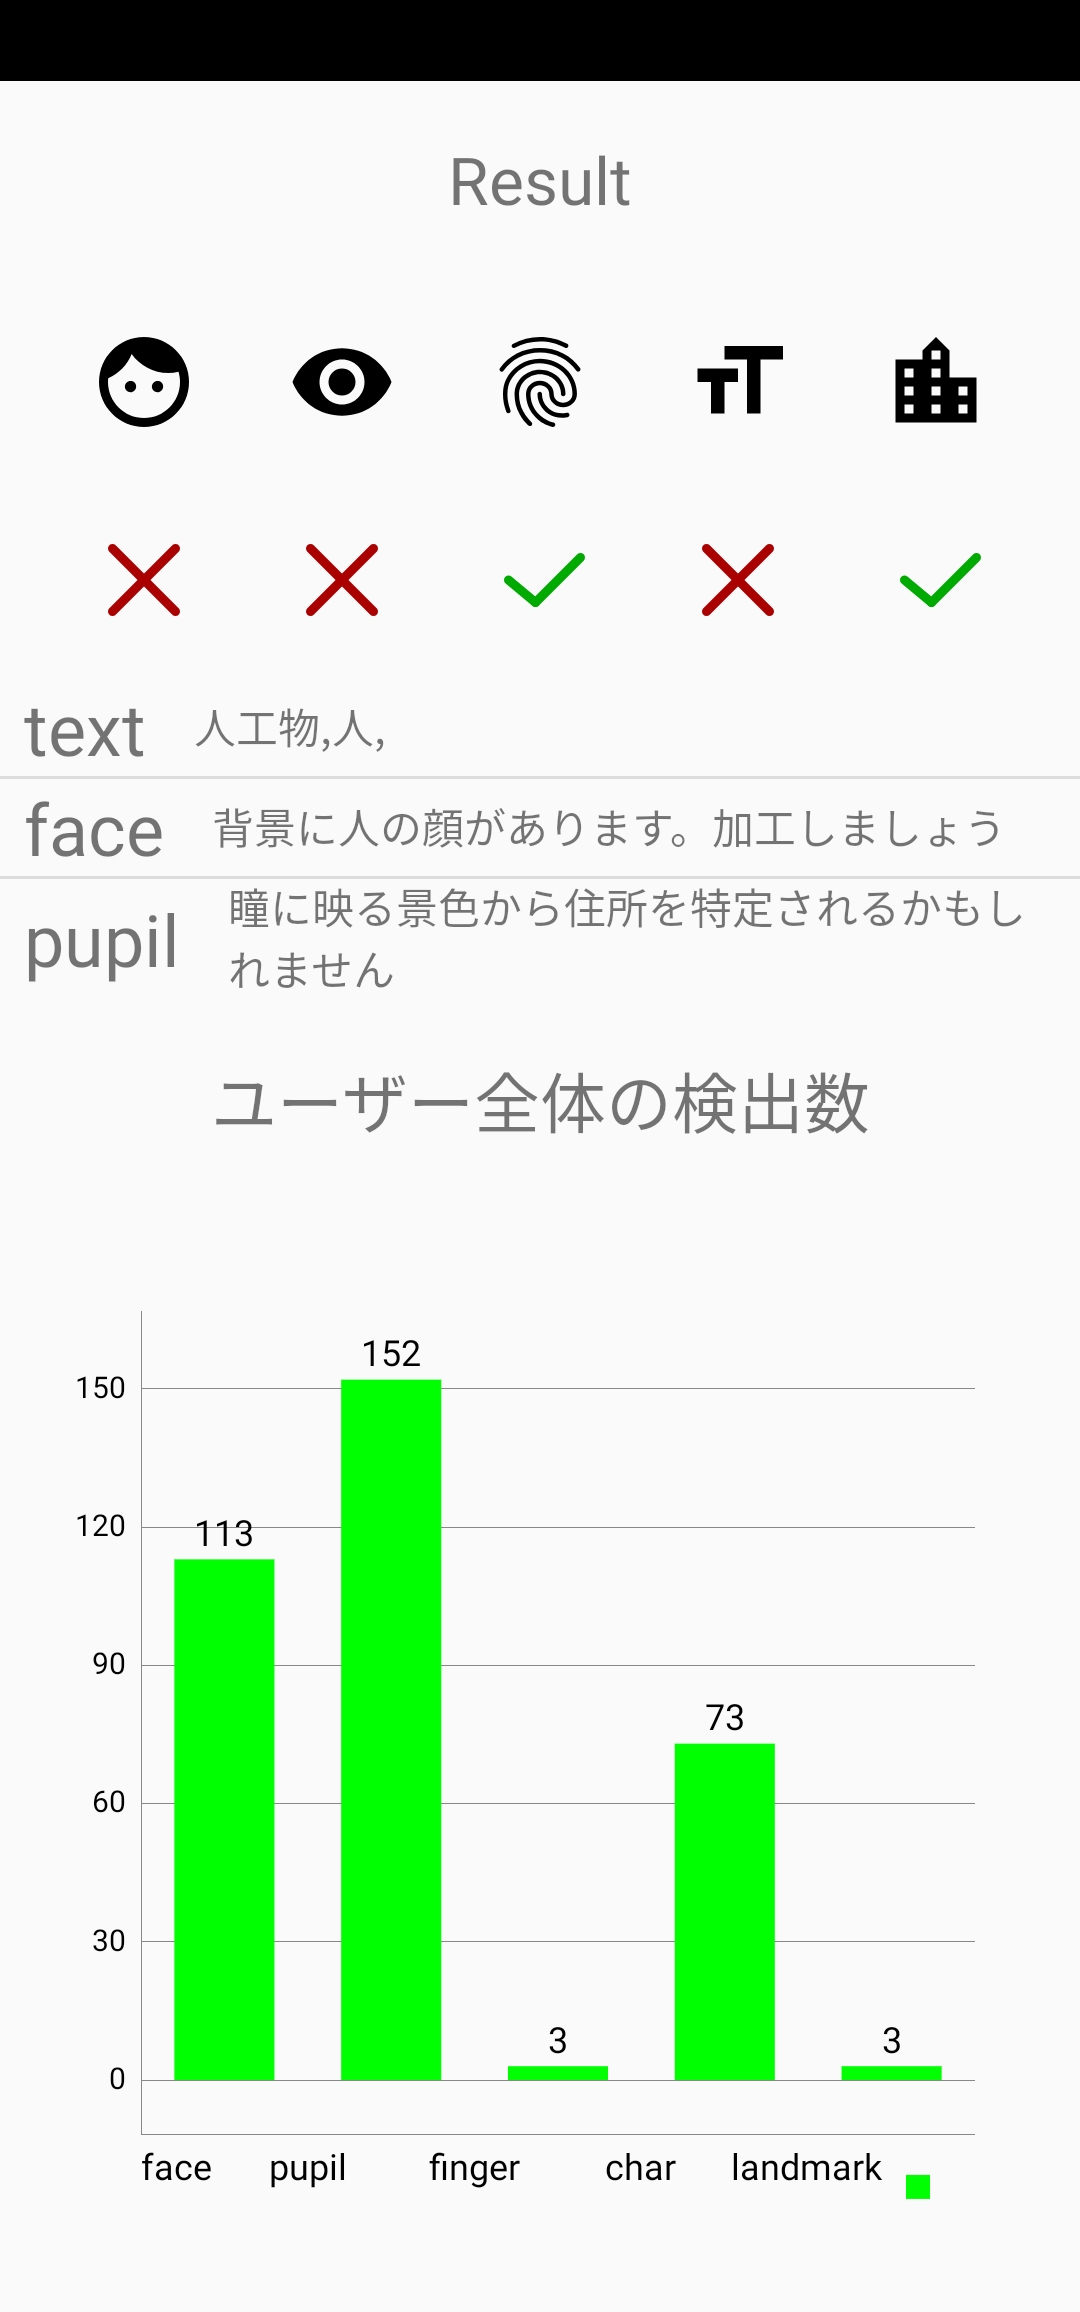 Result
text 人工物,人,
face 背景に人の顔があります。加工しましょう
pupil 瞳に映る景色から住所を特定されるかもし
れません
ユーザー全体の検出数
152
150
120
113
90
73
60
30
3
3
0
face pupil finger char landmark